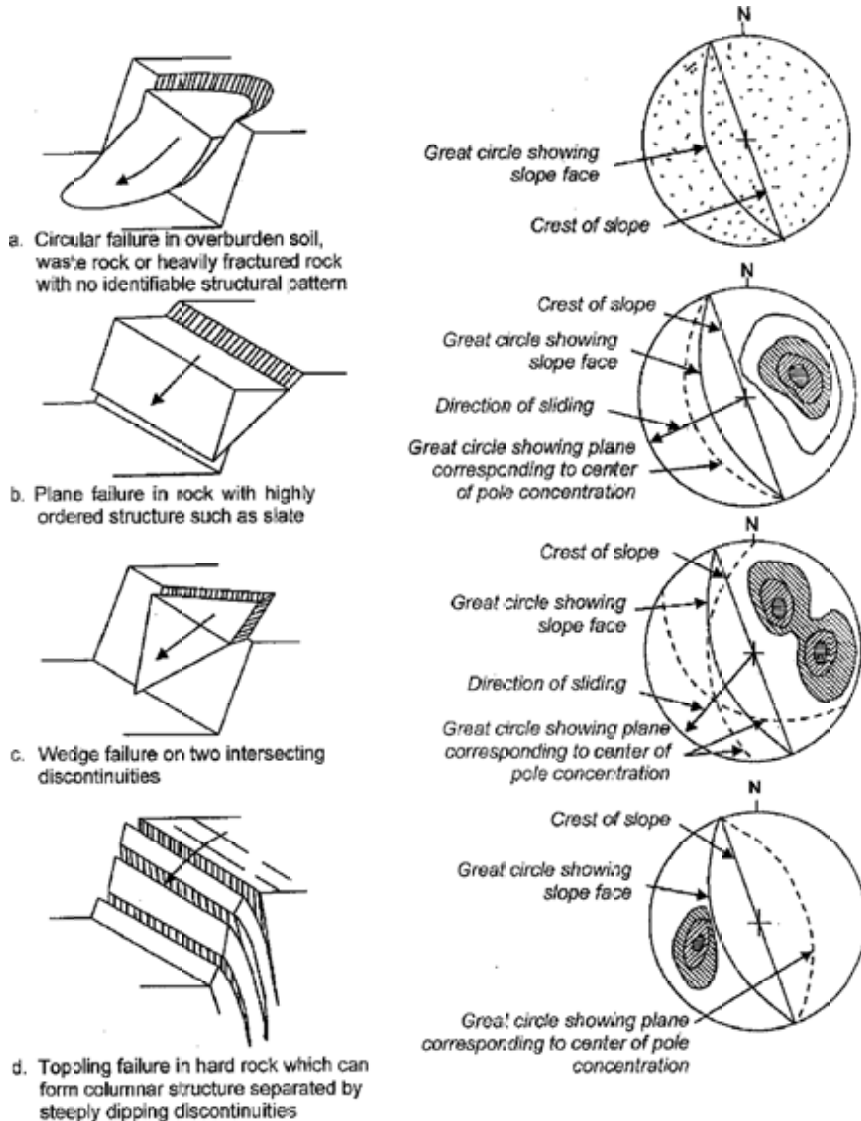 N
Great circle showing
slope face
Crest of slope
a. Circular failure in overburden soil,
waste rock or heavily fractured rock
with no identifiable structural pattern
N
Crest of slope
Great circle showing
slope face
Direction of sliding
Great circle showing plane
corresponding to center
of pole concentration
b. Plane failure in rock with highly
ordered structure such as slate
N
Crest of slope
Great circle showing
slope face
Direction of sliding
Great circle showing plane
corresponding to center of
pole concentration
c. Wedge failure on two intersecting
discontinuities
N
Crest of slope
Great circle showing
slope face
Great circle showing plane
corresponding to center of pole
concentration
d. Toppling failure in hard rock which can
form columnar structure separated by
steeply dipping discontinuities